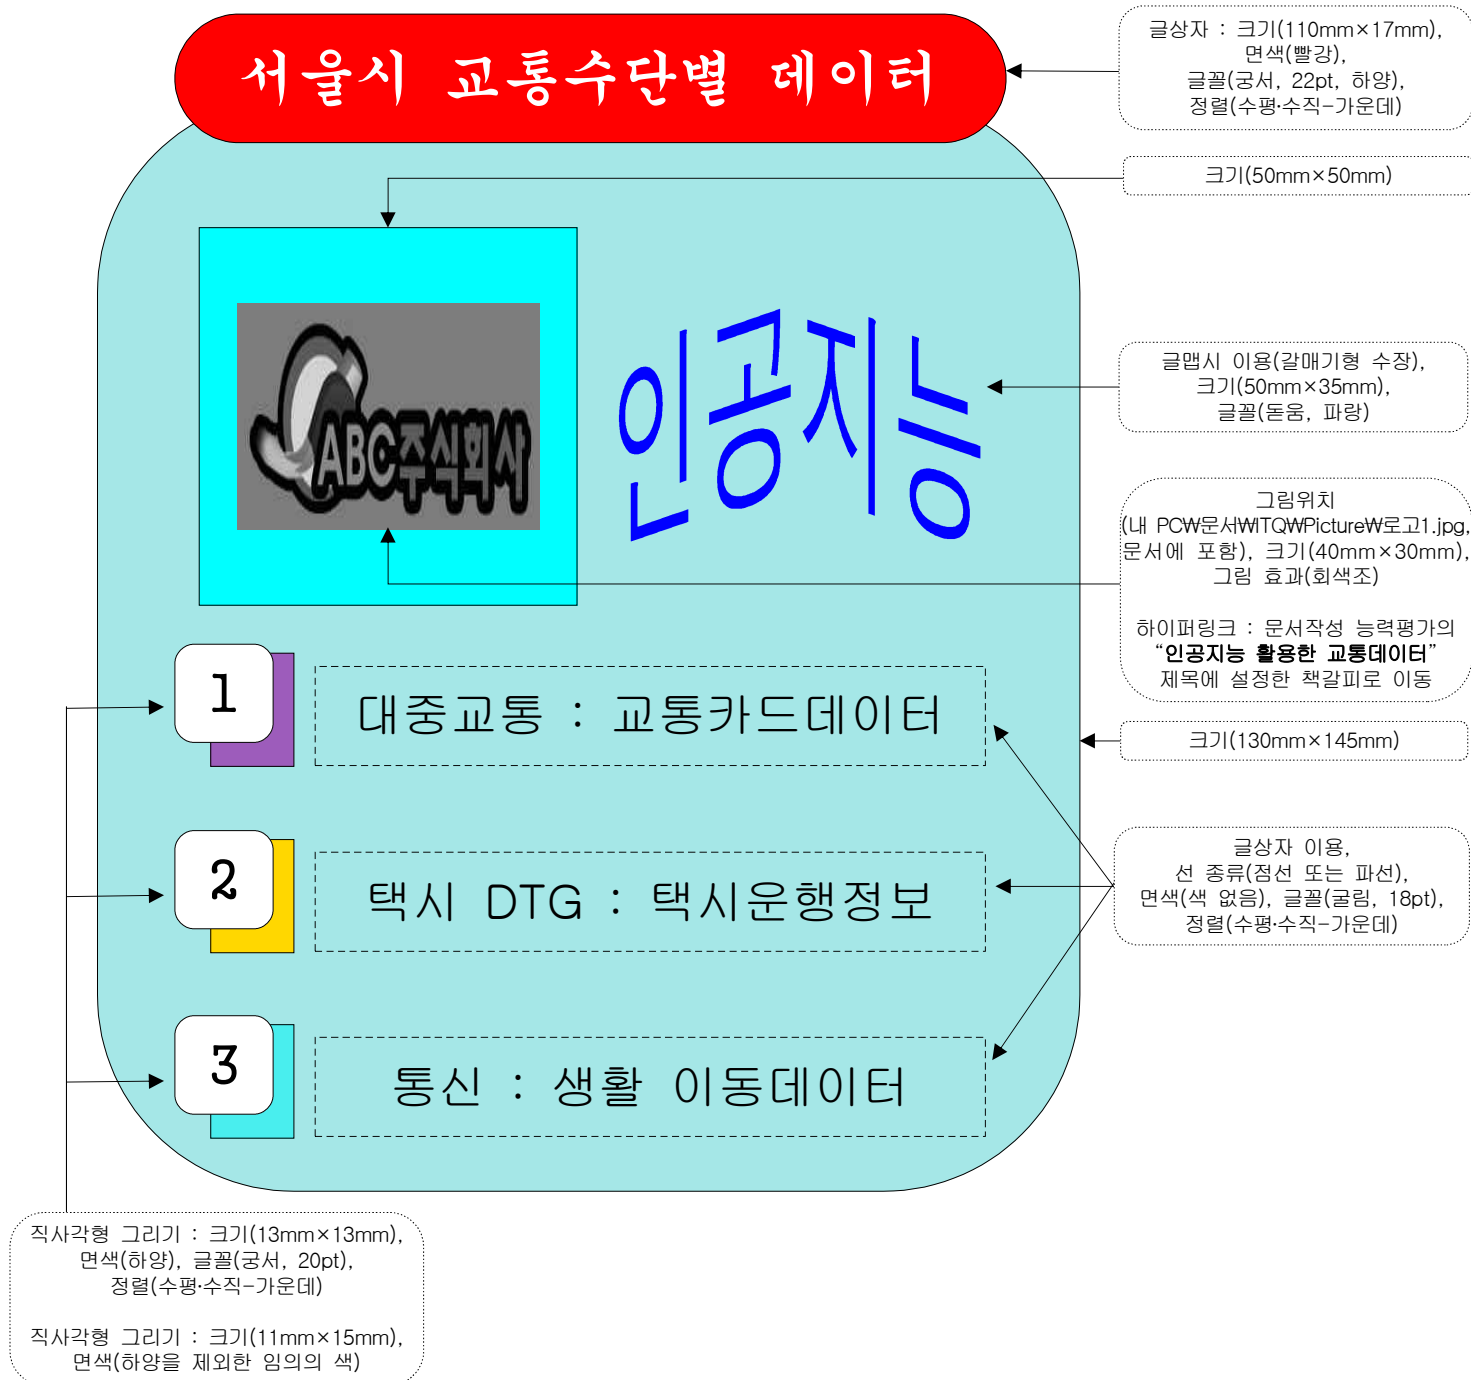 서울시 교통수단별 데이터
글상자 : 크기(110mm×17mm),
면색(빨강),
글꼴(궁서, 22pt, 하양),
정렬(수평·수직-가운데)
크기(50mm×50mm)
ABC주식회사
인공지능
글맵시 이용(갈매기형 수장),
크기(50mm×35mm),
글꼴(돋움, 파랑)
그림위치
(내 PC₩문서₩ITQ₩Picture₩로고1.jpg,
문서에 포함), 크기(40mm×30mm),
그림 효과(회색조)
하이퍼링크 : 문서작성 능력평가의
“인공지능 활용한 교통데이터”
제목에 설정한 책갈피로 이동
1
대중교통 : 교통카드데이터
크기(130mm×145mm)
2
택시 DTG : 택시운행정보
글상자 이용,
선 종류(점선 또는 파선),
면색(색 없음), 글꼴(굴림, 18pt),
정렬(수평·수직-가운데)
3
통신 : 생활 이동데이터
직사각형 그리기 : 크기(13mm×13mm),
면색(하양), 글꼴(궁서, 20pt),
정렬(수평·수직-가운데)
직사각형 그리기 : 크기(11mm×15mm),
면색(하양을 제외한 임의의 색)